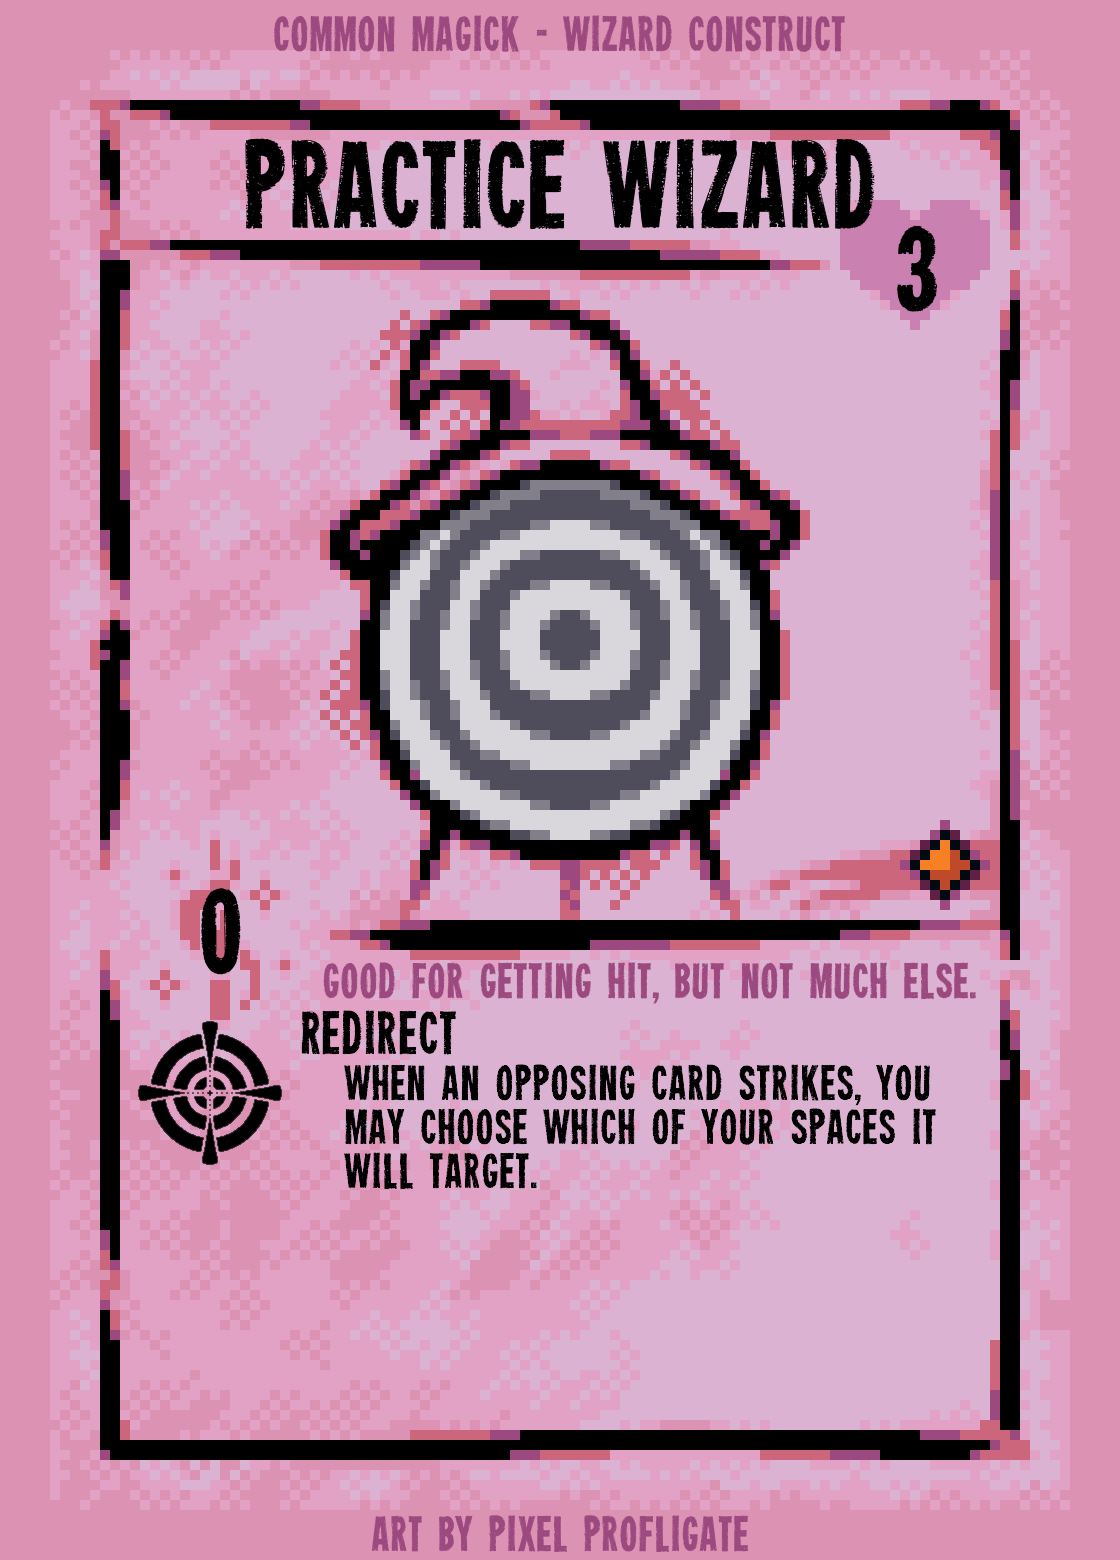 COMMON MAGICK - WIZARD CONSTRUCT
PRACTICE WIZARD
3
0
GOOD FOR GETTING HIT, BUT NOT MUCH ELSE.
REDIRECT
WHEN AN OPPOSING CARD STRIKES, YOU
MAY CHOOSE WHICH OF YOUR SPACES IT
WILL TARGET.
ART BY PIXEL PROFLIGATE